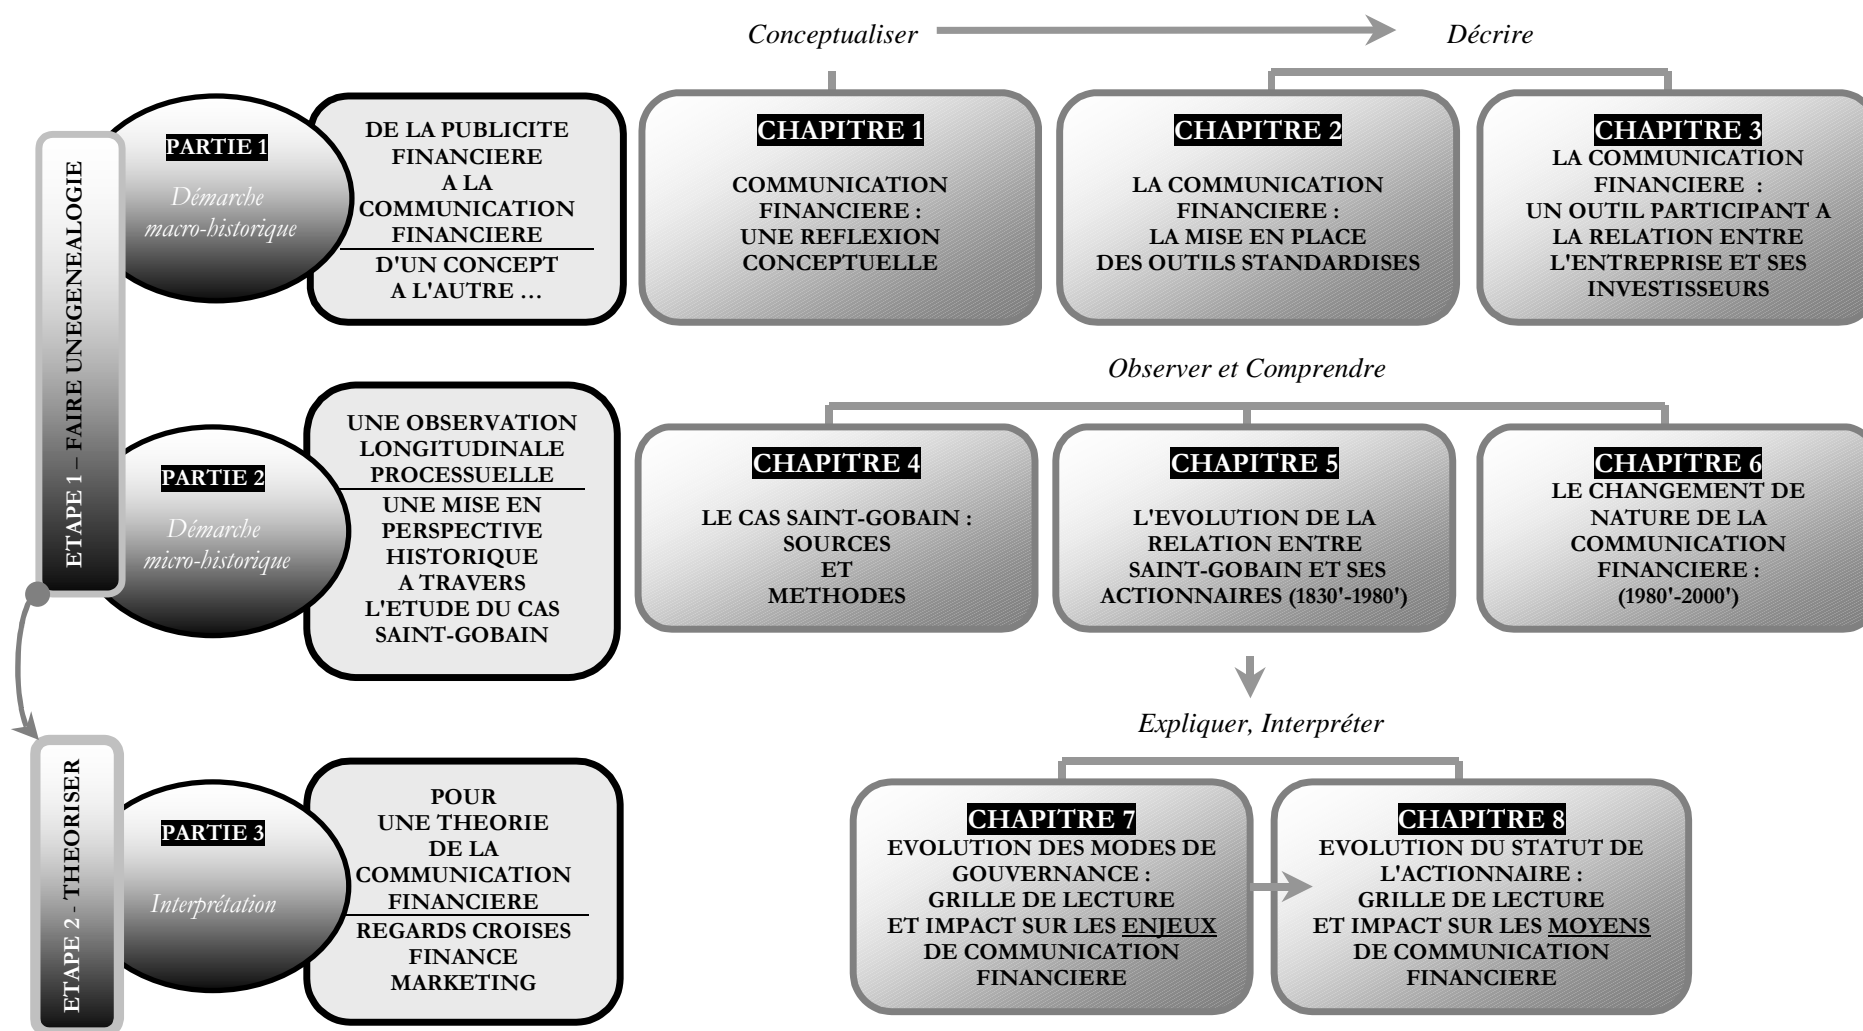 Conceptualiser
Décrire
ETAPE 1 – FAIRE UNEGENEALOGIE
PARTIE 1
Démarche
macro-historique
DE LA PUBLICITE
FINANCIERE
A LA
COMMUNICATION
FINANCIERE
D'UN CONCEPT
A L'AUTRE …
CHAPITRE 1
COMMUNICATION
FINANCIERE :
UNE REFLEXION
CONCEPTUELLE
CHAPITRE 2
LA COMMUNICATION
FINANCIERE :
LA MISE EN PLACE
DES OUTILS STANDARDISES
CHAPITRE 3
LA COMMUNICATION
FINANCIERE :
UN OUTIL PARTICIPANT A
LA RELATION ENTRE
L'ENTREPRISE ET SES
INVESTISSEURS
Observer et Comprendre
PARTIE 2
Démarche
micro-historique
UNE OBSERVATION
LONGITUDINALE
PROCESSUELLE
UNE MISE EN
PERSPECTIVE
HISTORIQUE
A TRAVERS
L'ETUDE DU CAS
SAINT-GOBAIN
CHAPITRE 4
LE CAS SAINT-GOBAIN :
SOURCES
ET
METHODES
CHAPITRE 5
L'EVOLUTION DE LA
RELATION ENTRE
SAINT-GOBAIN ET SES
ACTIONNAIRES (1830'-1980')
CHAPITRE 6
LE CHANGEMENT DE
NATURE DE LA
COMMUNICATION
FINANCIERE :
(1980'-2000')
Expliquer, Interpréter
ETAPE 2 - THEORISER
PARTIE 3
Interprétation
POUR
UNE THEORIE
DE LA
COMMUNICATION
FINANCIERE
REGARDS CROISES
FINANCE
MARKETING
CHAPITRE 7
EVOLUTION DES MODES DE
GOUVERNANCE :
GRILLE DE LECTURE
ET IMPACT SUR LES ENJEUX
DE COMMUNICATION
FINANCIERE
CHAPITRE 8
EVOLUTION DU STATUT DE
L'ACTIONNAIRE :
GRILLE DE LECTURE
ET IMPACT SUR LES MOYENS
DE COMMUNICATION
FINANCIERE